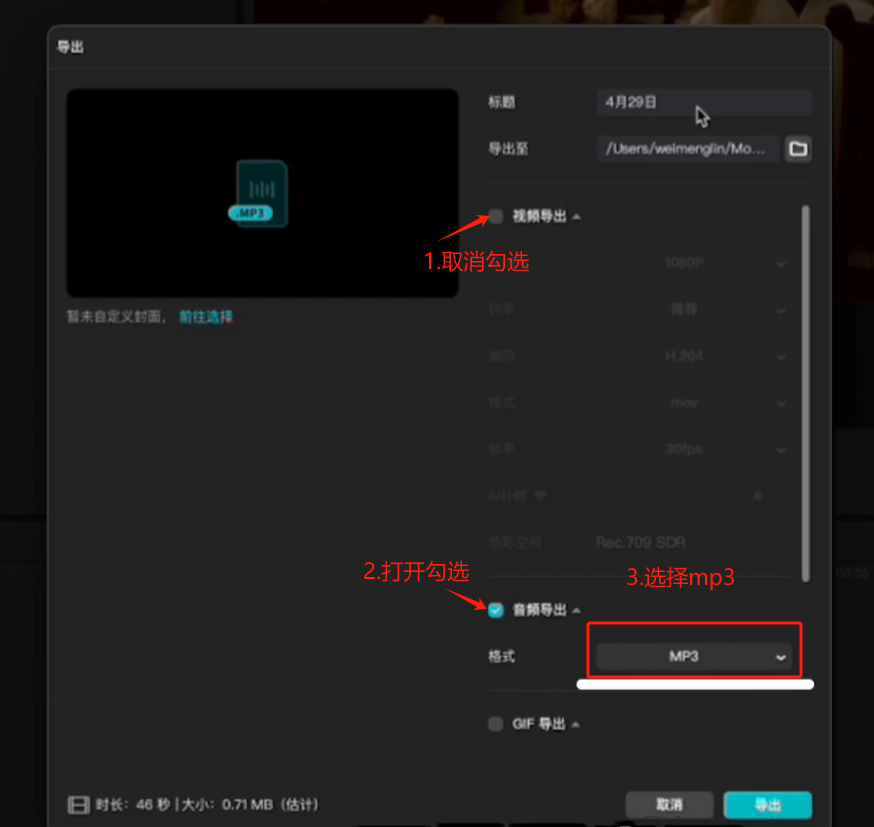 导出
标题
4月29日
导出至
/Users/weimenglin/Mo...
.MP3
视频导出
1.取消勾选
1080P
暂未自定义封面，前往选择
码率
推荐
编码
H.264
格式
mov
帧率
30fps
AI补帧
色彩空间
Rec.709 SDR
2.打开勾选
3.选择mp3
音频导出
格式
MP3
GIF 导出
时长：46 秒 | 大小：0.71 MB（估计）
取消
导出